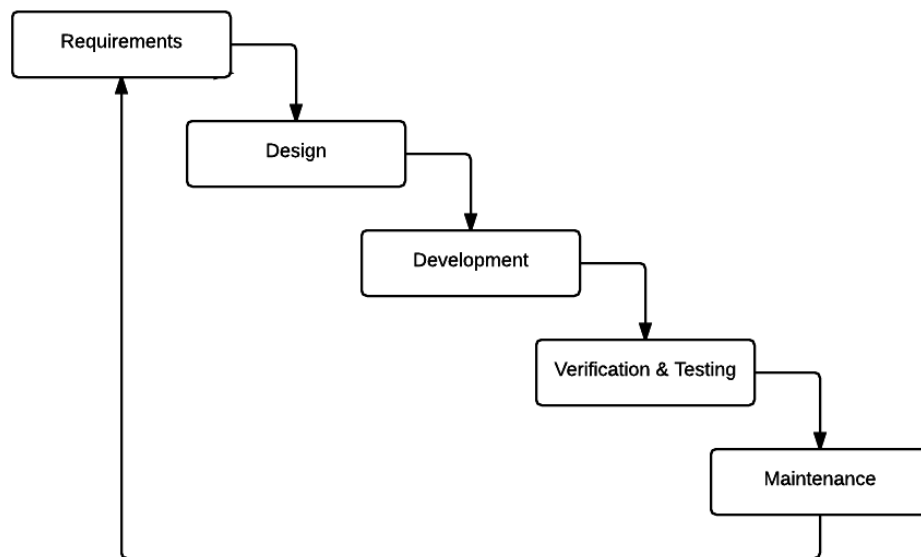 Requirements
Design
Development
Verification & Testing
Maintenance